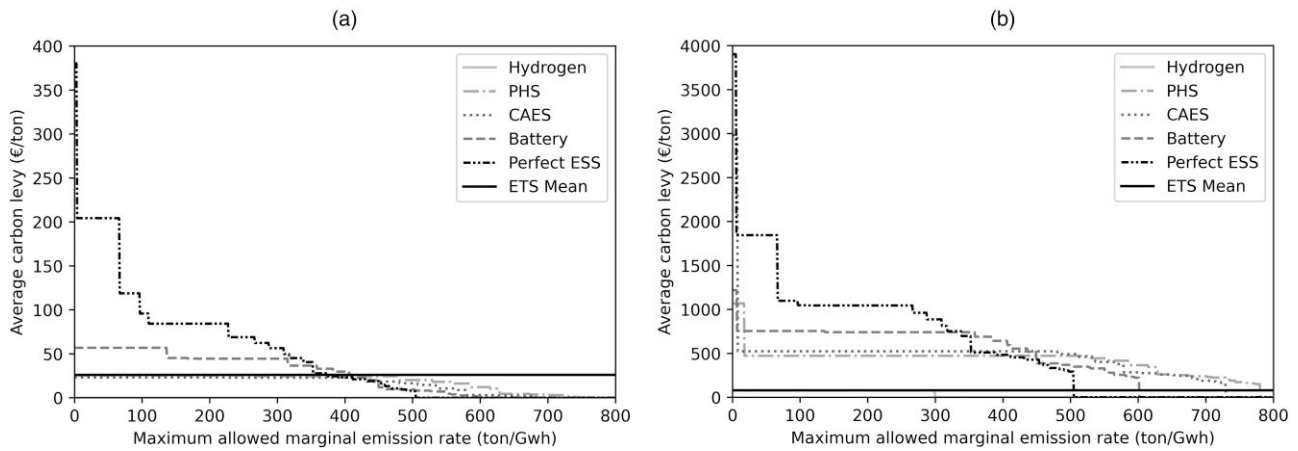 (a)
Average carbon levy (€/ton)
400
350
300
250
200
150
100
50
0
0 100 200 300 400 500 600 700 800
Maximum allowed marginal emission rate (ton/Gwh)
Hydrogen
PHS
CAES
Battery
Perfect ESS
ETS Mean
(b)
Average carbon levy (€/ton)
4000
3500
3000
2500
2000
1500
1000
500
0
0 100 200 300 400 500 600 700 800
Maximum allowed marginal emission rate (ton/Gwh)
Hydrogen
PHS
CAES
Battery
Perfect ESS
ETS Mean